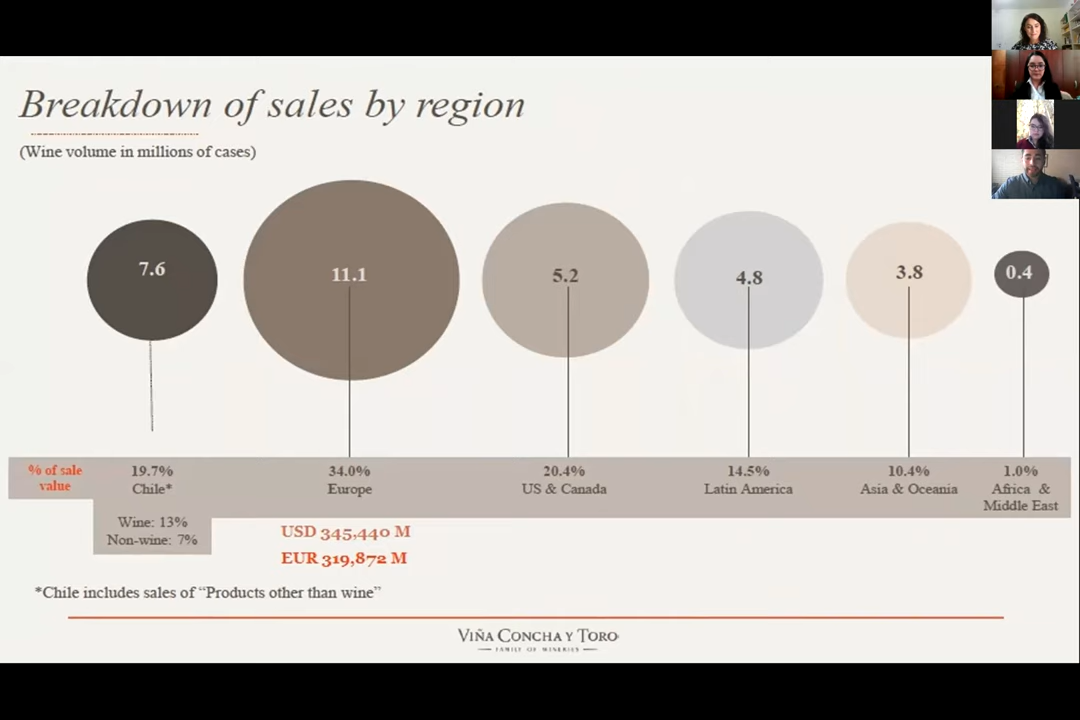 Breakdown of sales by region
(Wine volume in millions of cases)
7.6
11.1
5.2
4.8
3.8
0.4
% of sale
value
19.7%
Chile*
34.0%
Europe
20.4%
US & Canada
14.5%
Latin America
10.4%
Asia & Oceania
1.0%
Africa &
Middle East
Wine: 13%
Non-wine: 7%
USD 345,440 M
EUR 319,872 M
*Chile includes sales of “Products other than wine”
VIÑA CONCHA Y TORO
FAMILY OF WINERIES